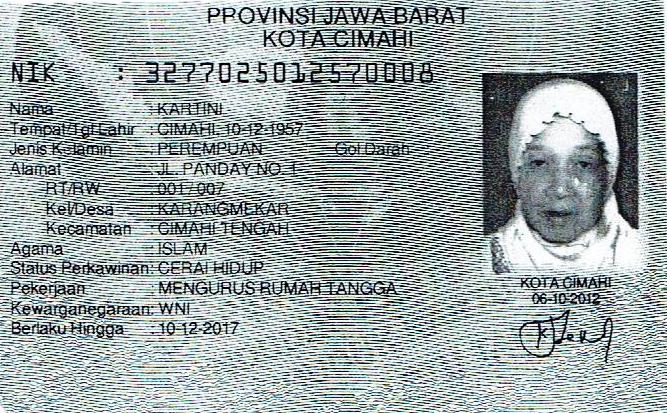 PROVINSI JAWA BARAT
KOTA CIMAHI
NIK : 3277025012570008
Nama : KARTINI
Tempat/Tgl Lahir : CIMAHI, 10-12-1957
Jenis Kelamin : PEREMPUAN Gol Darah
Alamat : JL. PANDAY NO. 1
RT/RW : 001 / 007
Kel/Desa : KARANGMEKAR
Kecamatan : CIMAHI TENGAH
Agama : ISLAM
Status Perkawinan: CERAI HIDUP
Pekerjaan : MENGURUS RUMAH TANGGA
Kewarganegaraan: WNI
Berlaku Hingga : 10-12-2017
KOTA CIMAHI
06-10-2012